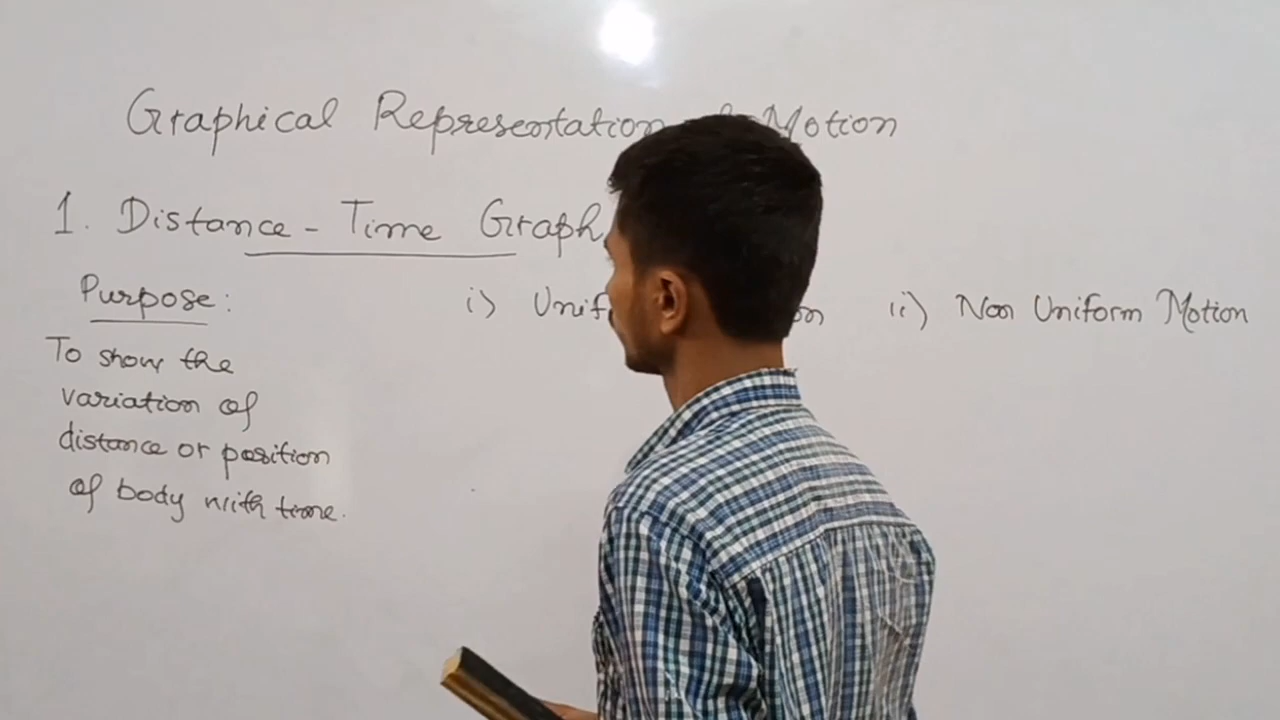 Graphical Representation Motion
1. Distance - Time Graph
Purpose:
i) ii) Non Uniform Motion
To show the
variation of
distance or position
of body with time.